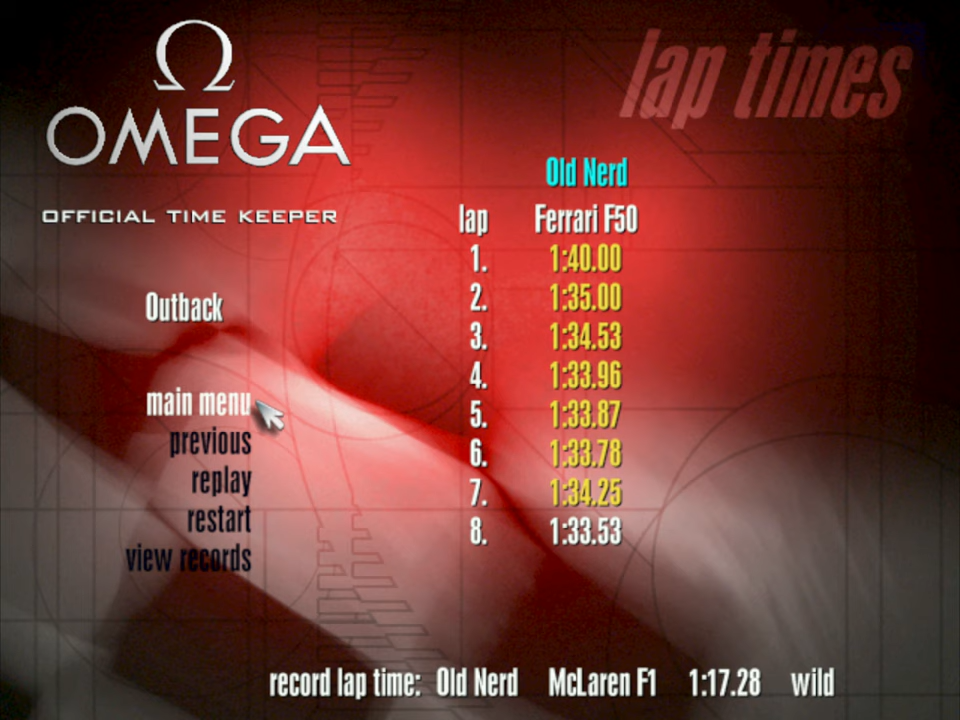 Ω
OMEGA
OFFICIAL TIME KEEPER
lap times
Outback
main menu
previous
replay
restart
view records
Old Nerd
lap Ferrari F50
1. 1:40.00
2. 1:35.00
3. 1:34.53
4. 1:33.96
5. 1:33.87
6. 1:33.78
7. 1:34.25
8. 1:33.53
record lap time: Old Nerd McLaren F1 1:17.28 wild